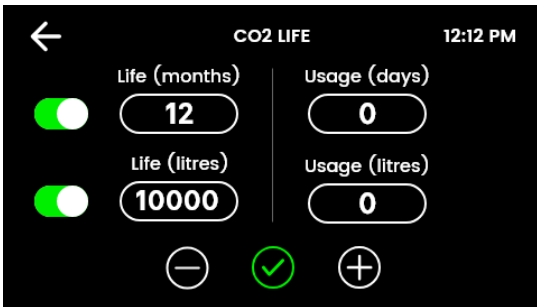 CO2 LIFE 12:12 PM
Life (months) Usage (days)
12 0
Life (litres) Usage (litres)
10000 0